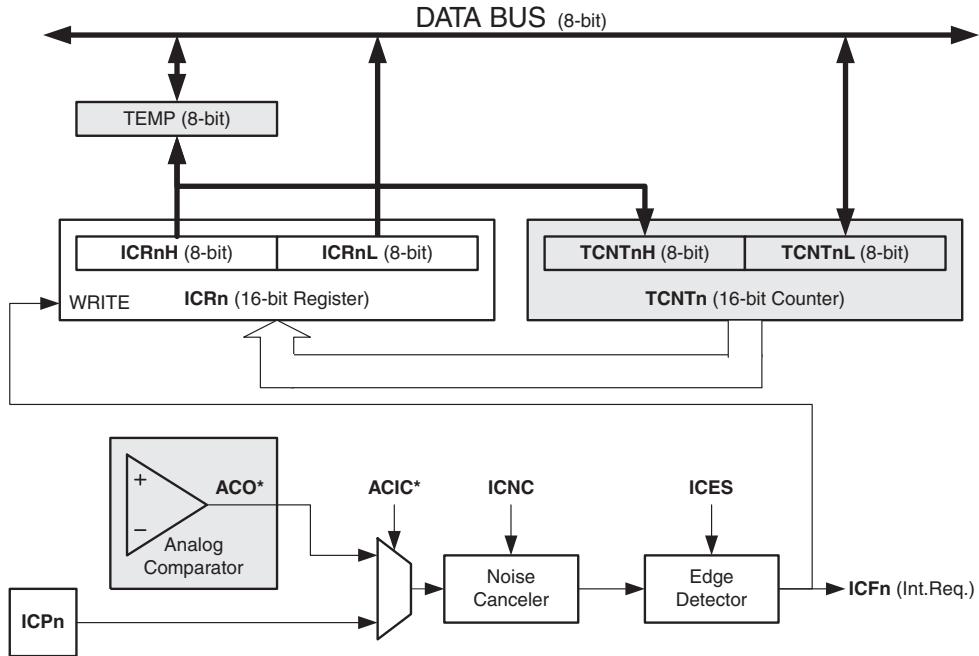 DATA BUS (8-bit)
TEMP (8-bit)
ICRnH (8-bit)
ICRnL (8-bit)
TCNTnH (8-bit)
TCNTnL (8-bit)
WRITE
ICRn (16-bit Register)
TCNTn (16-bit Counter)
+
−
ACO*
Analog
Comparator
ACIC*
ICNC
ICES
Noise
Canceler
Edge
Detector
ICFn (Int.Req.)
ICPn